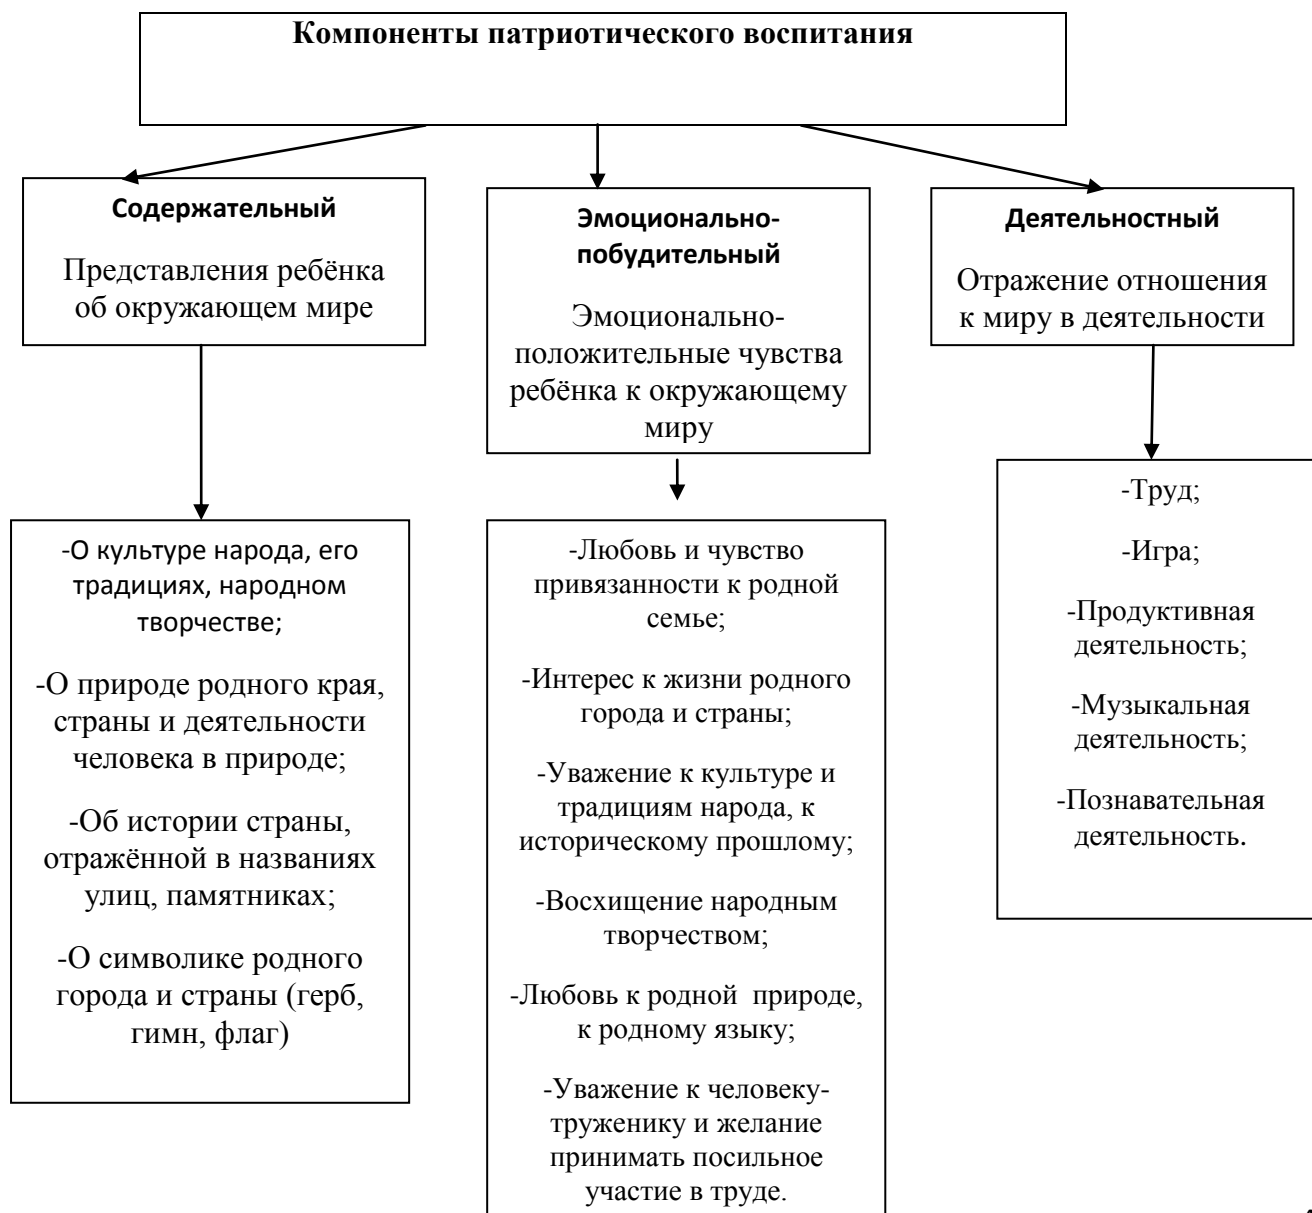 Компоненты патриотического воспитания
Содержательный
Представления ребёнка
об окружающем мире
Эмоционально-
побудительный
Эмоционально-
положительные чувства
ребёнка к окружающему
миру
Деятельностный
Отражение отношения
к миру в деятельности
-О культуре народа, его
традициях, народном
творчестве;
-О природе родного края,
страны и деятельности
человека в природе;
-Об истории страны,
отражённой в названиях
улиц, памятниках;
-О символике родного
города и страны (герб,
гимн, флаг)
-Любовь и чувство
привязанности к родной
семье;
-Интерес к жизни родного
города и страны;
-Уважение к культуре и
традициям народа, к
историческому прошлому;
-Восхищение народным
творчеством;
-Любовь к родной  природе,
к родному языку;
-Уважение к человеку-
труженику и желание
принимать посильное
участие в труде.
-Труд;
-Игра;
-Продуктивная
деятельность;
-Музыкальная
деятельность;
-Познавательная
деятельность.